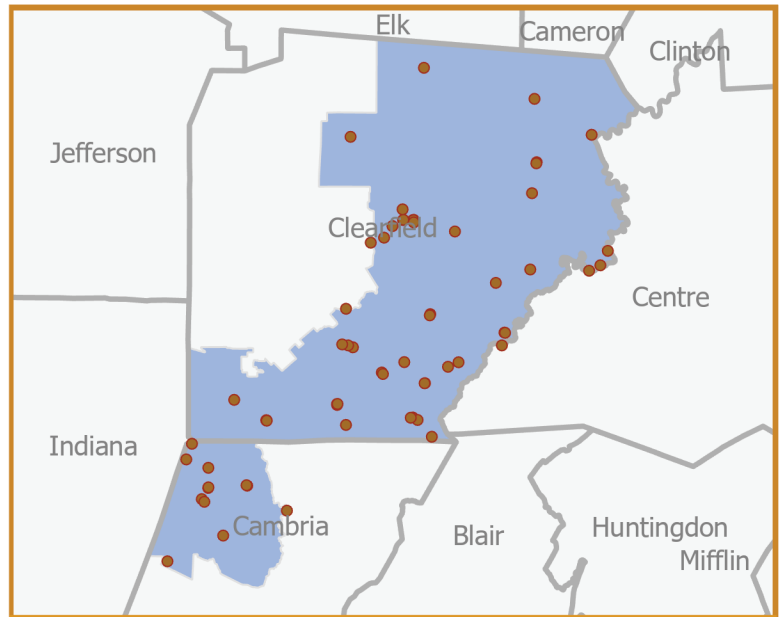 Elk
Cameron
Clinton
Jefferson
Clearfield
Centre
Indiana
Cambria
Blair
Huntingdon
Mifflin